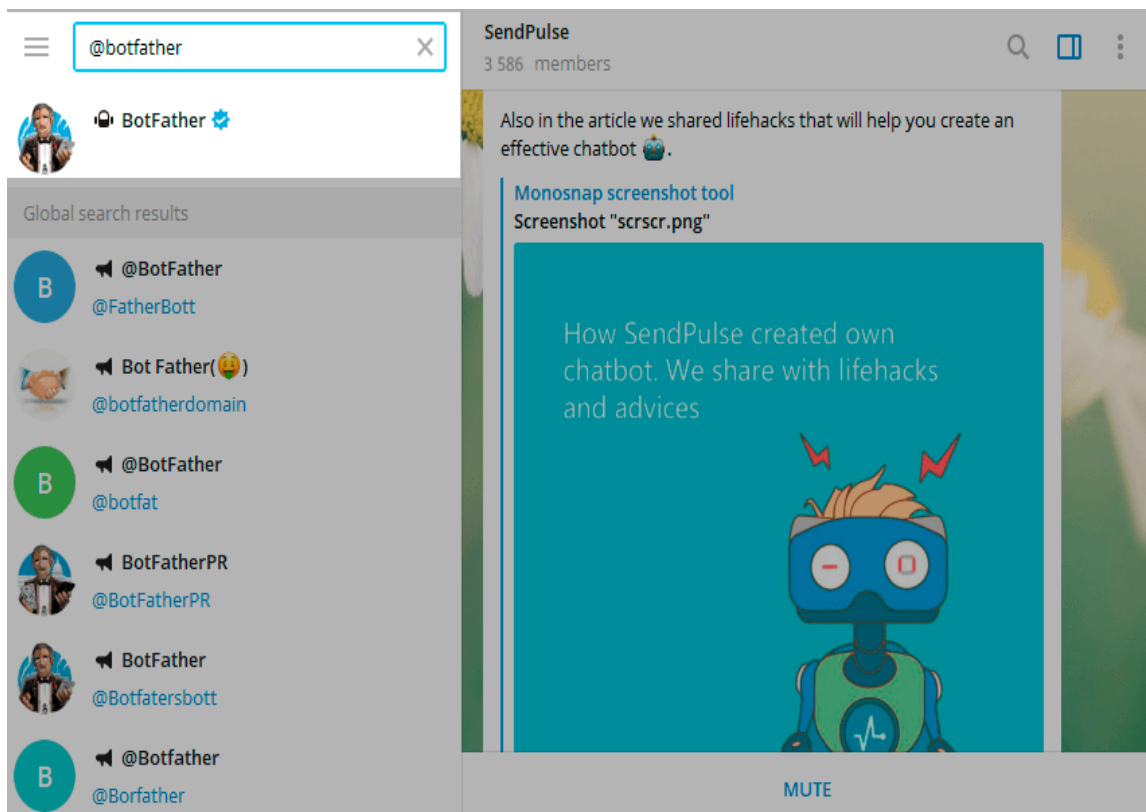 @botfather
BotFather
Global search results
B
@BotFather
@FatherBott
Bot Father(🤑)
@botfatherdomain
B
@BotFather
@botfat
BotFatherPR
@BotFatherPR
BotFather
@Botfatersbott
B
@Botfather
@Borfather
SendPulse
3 586 members
Also in the article we shared lifehacks that will help you create an
effective chatbot 🤖.
Monosnap screenshot tool
Screenshot "scrscr.png"
How SendPulse created own
chatbot. We share with lifehacks
and advices
MUTE